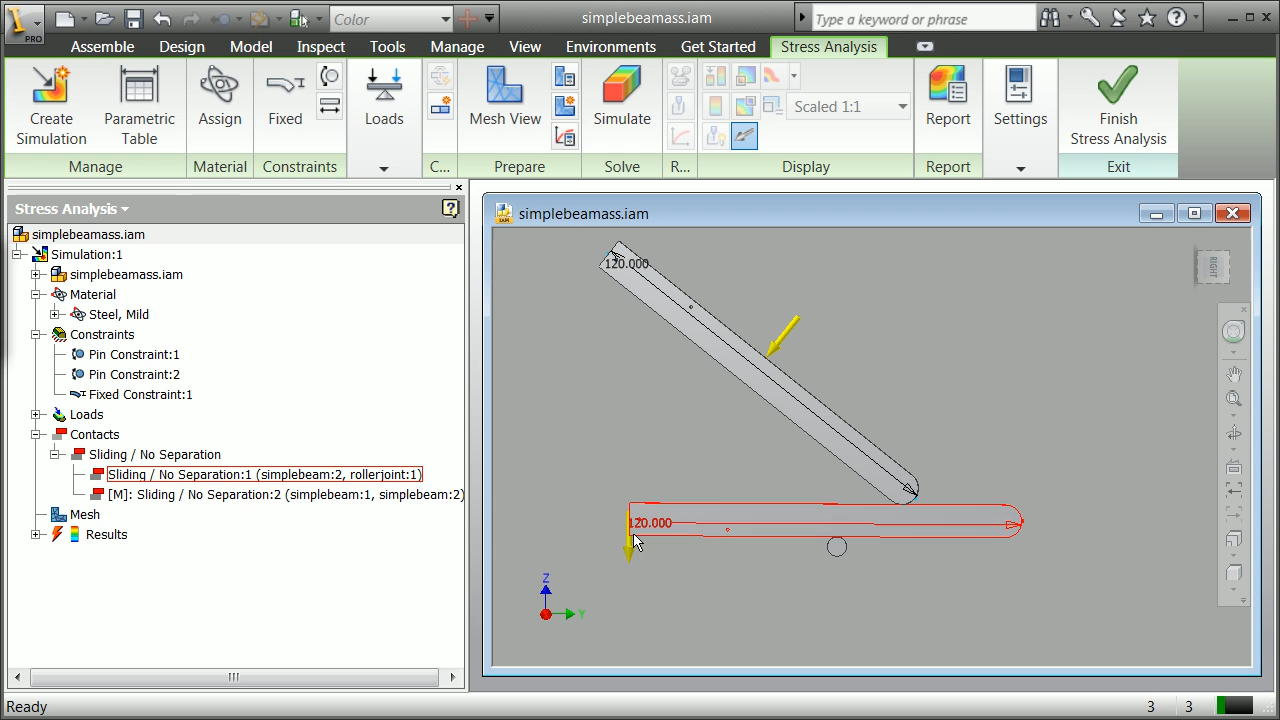 PRO
Color
simplebeamass.iam
Type a keyword or phrase
Assemble Design Model Inspect Tools Manage View Environments Get Started Stress Analysis
Create Simulation
Parametric Table
Assign
Fixed
Loads
Mesh View
Simulate
Scaled 1:1
Report
Settings
Finish Stress Analysis
Manage Material Constraints C... Prepare Solve R... Display Report Exit
Stress Analysis
simplebeamass.iam
Simulation:1
simplebeamass.iam
Material
Steel, Mild
Constraints
Pin Constraint:1
Pin Constraint:2
Fixed Constraint:1
Loads
Contacts
Sliding / No Separation
Sliding / No Separation:1 (simplebeam:2, rollerjoint:1)
[M]: Sliding / No Separation:2 (simplebeam:1, simplebeam:2)
Mesh
Results
simplebeamass.iam
120.000
RIGHT
120.000
Z
Y
Ready
3 3